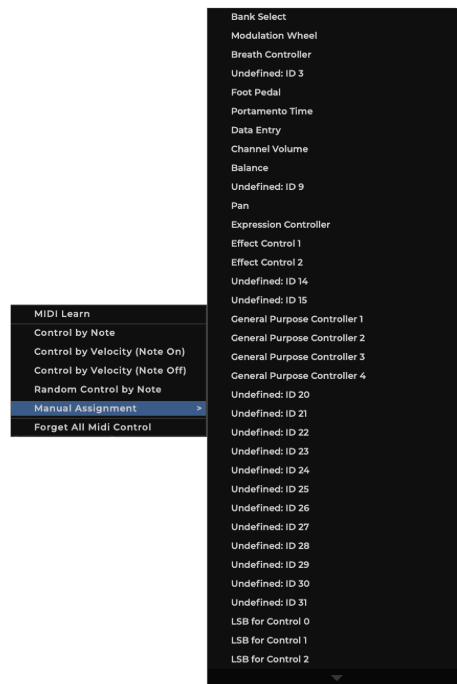 MIDI Learn
Control by Note
Control by Velocity (Note On)
Control by Velocity (Note Off)
Random Control by Note
Manual Assignment >
Forget All Midi Control
Bank Select
Modulation Wheel
Breath Controller
Undefined: ID 3
Foot Pedal
Portamento Time
Data Entry
Channel Volume
Balance
Undefined: ID 9
Pan
Expression Controller
Effect Control 1
Effect Control 2
Undefined: ID 14
Undefined: ID 15
General Purpose Controller 1
General Purpose Controller 2
General Purpose Controller 3
General Purpose Controller 4
Undefined: ID 20
Undefined: ID 21
Undefined: ID 22
Undefined: ID 23
Undefined: ID 24
Undefined: ID 25
Undefined: ID 26
Undefined: ID 27
Undefined: ID 28
Undefined: ID 29
Undefined: ID 30
Undefined: ID 31
LSB for Control 0
LSB for Control 1
LSB for Control 2